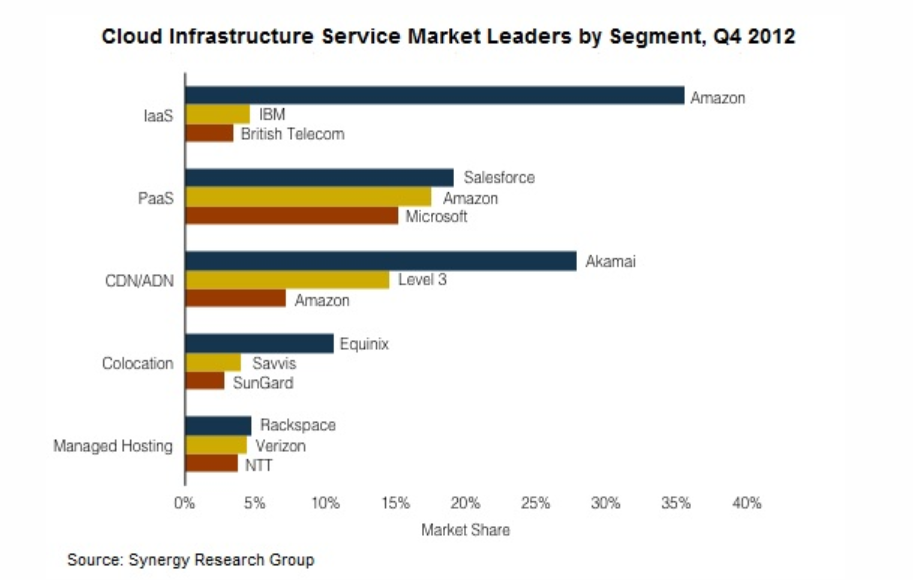 Cloud Infrastructure Service Market Leaders by Segment, Q4 2012
Amazon
IaaS
IBM
British Telecom
Salesforce
PaaS
Amazon
Microsoft
Akamai
CDN/ADN
Level 3
Amazon
Equinix
Colocation
Savvis
SunGard
Rackspace
Managed Hosting
Verizon
NTT
0% 5% 10% 15% 20% 25% 30% 35% 40%
Market Share
Source: Synergy Research Group